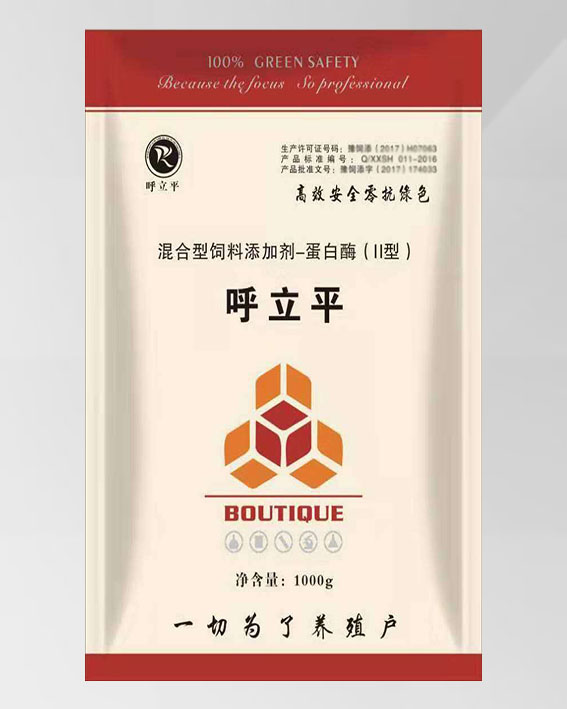 100% GREEN SAFETY
Because the focus So professional
呼立平
生产许可证号码：豫饲添（2017）H07063
产品标准编号：Q/XXSH 011-2016
产品批准文号：豫饲添字（2017）174033
高效安全零抗绿色
混合型饲料添加剂-蛋白酶（II型）
呼立平
BOUTIQUE
净含量：1000g
一切为了养殖户